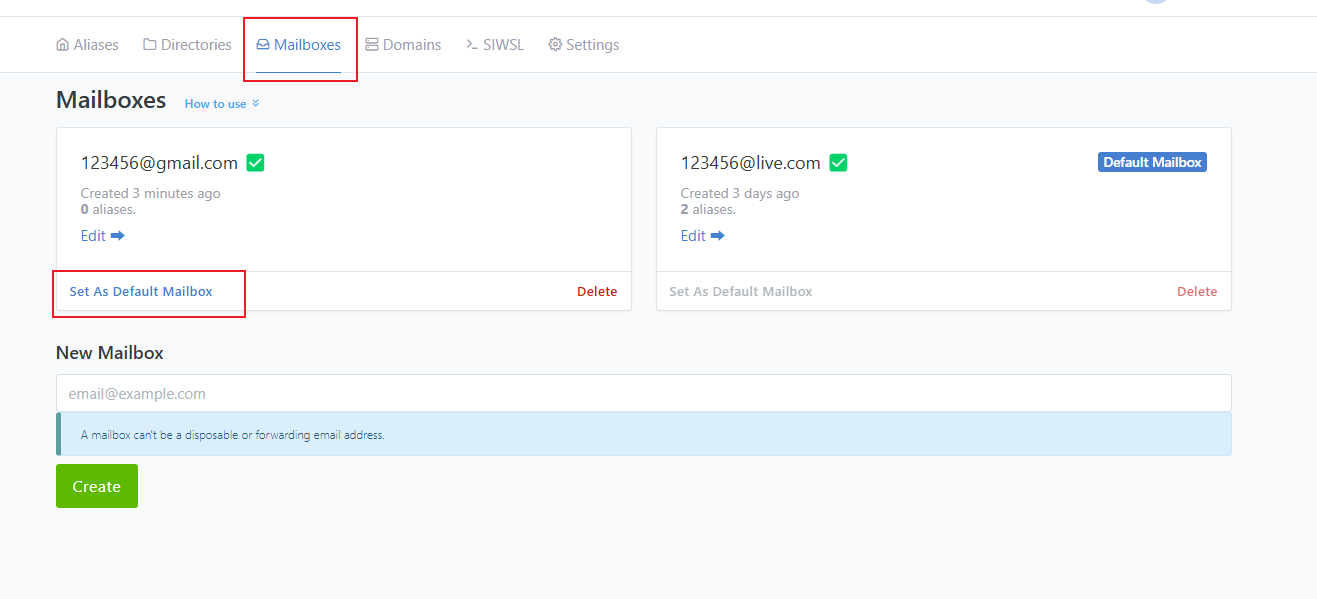 Aliases Directories Mailboxes Domains SIWSL Settings
Mailboxes How to use
123456@gmail.com
Created 3 minutes ago
0 aliases.
Edit
Set As Default Mailbox Delete
123456@live.com Default Mailbox
Created 3 days ago
2 aliases.
Edit
Set As Default Mailbox Delete
New Mailbox
email@example.com
A mailbox can't be a disposable or forwarding email address.
Create